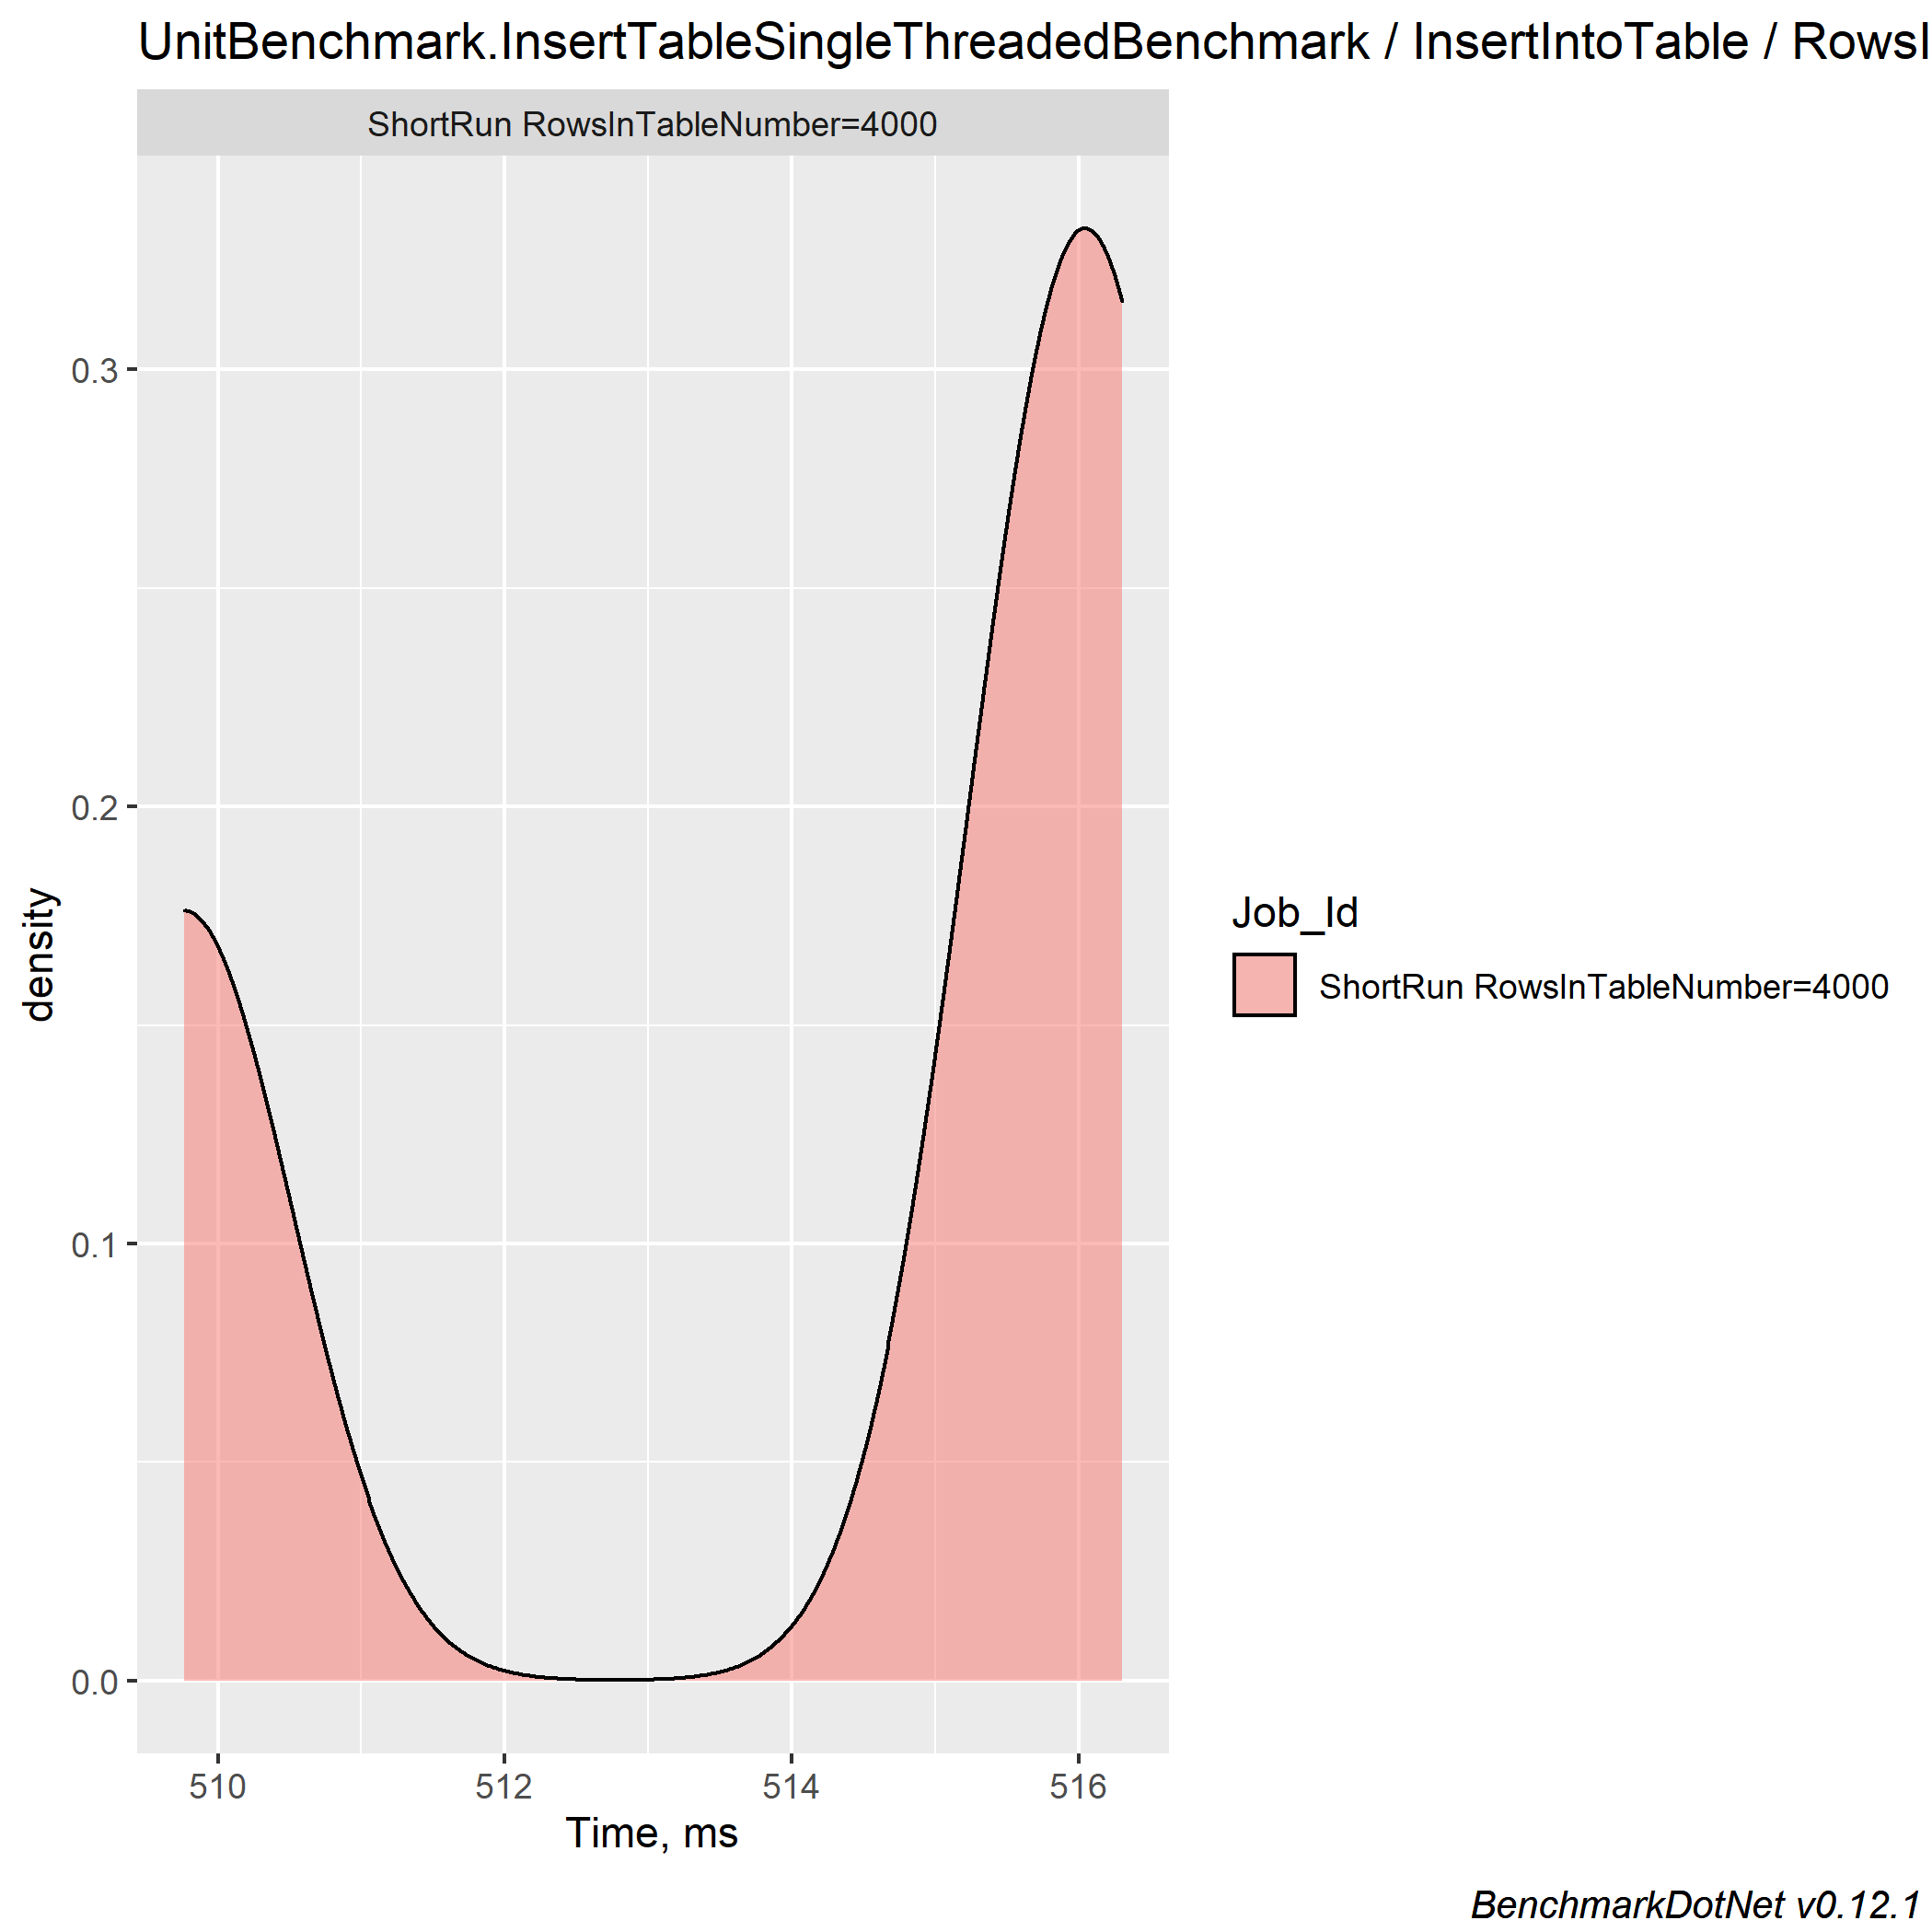 UnitBenchmark.InsertTableSingleThreadedBenchmark / InsertIntoTable / RowsI
ShortRun RowsInTableNumber=4000
0.3
0.2
0.1
0.0
density
510 512 514 516
Time, ms
Job_Id
ShortRun RowsInTableNumber=4000
BenchmarkDotNet v0.12.1